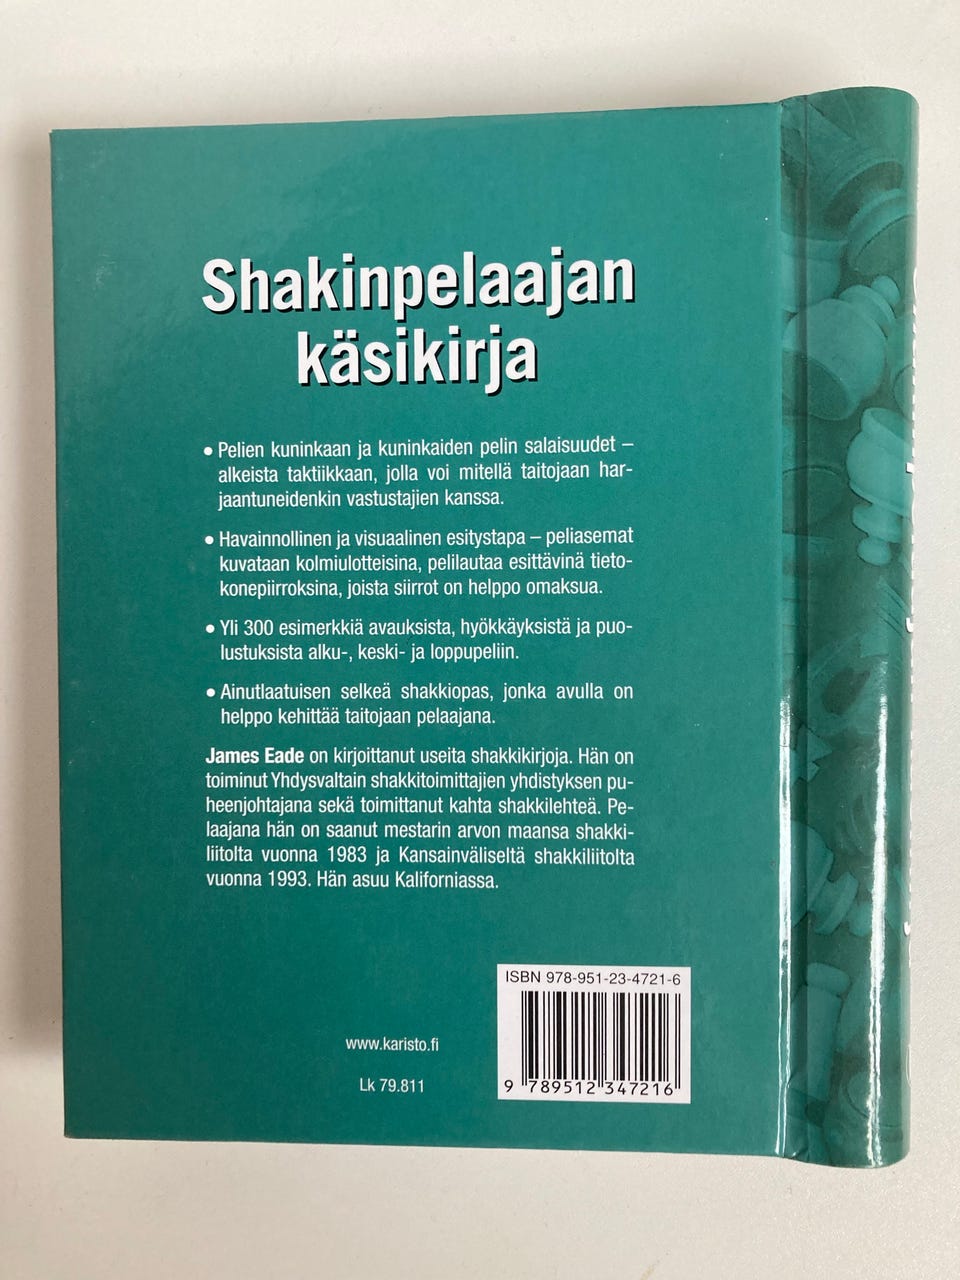 Shakinpelaajan
käsikirja
• Pelien kuninkaan ja kuninkaiden pelin salaisuudet –
alkeista taktiikkaan, jolla voi mitellä taitojaan har-
jaantuneidenkin vastustajien kanssa.
• Havainnollinen ja visuaalinen esitystapa – peliasemat
kuvataan kolmiulotteisina, pelilautaa esittävinä tieto-
konepiirroksina, joista siirrot on helppo omaksua.
• Yli 300 esimerkkiä avauksista, hyökkäyksistä ja puo-
lustuksista alku-, keski- ja loppupeliin.
• Ainutlaatuisen selkeä shakkiopas, jonka avulla on
helppo kehittää taitojaan pelaajana.
James Eade on kirjoittanut useita shakkikirjoja. Hän on
toiminut Yhdysvaltain shakkitoimittajien yhdistyksen pu-
heenjohtajana sekä toimittanut kahta shakkilehteä. Pe-
laajana hän on saanut mestarin arvon maansa shakki-
liitolta vuonna 1983 ja Kansainväliseltä shakkiliitolta
vuonna 1993. Hän asuu Kaliforniassa.
ISBN 978-951-23-4721-6
9 789512 347216
www.karisto.fi
Lk 79.811